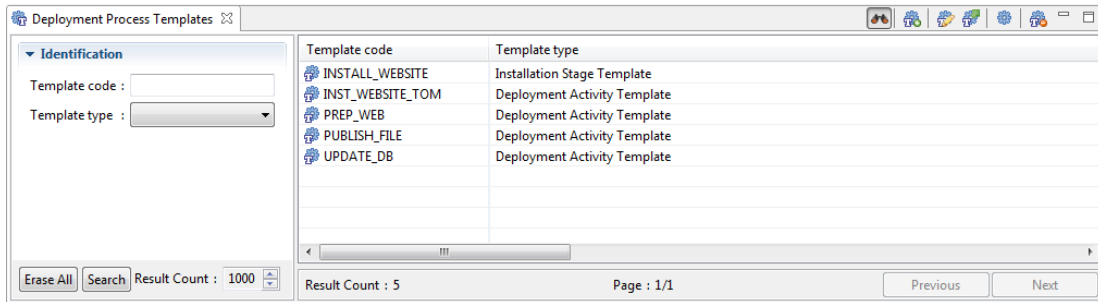 Deployment Process Templates
Identification
Template code :
Template type :
Erase All Search Result Count : 1000
Template code Template type
INSTALL_WEBSITE Installation Stage Template
INST_WEBSITE_TOM Deployment Activity Template
PREP_WEB Deployment Activity Template
PUBLISH_FILE Deployment Activity Template
UPDATE_DB Deployment Activity Template
Result Count : 5 Page : 1/1 Previous Next